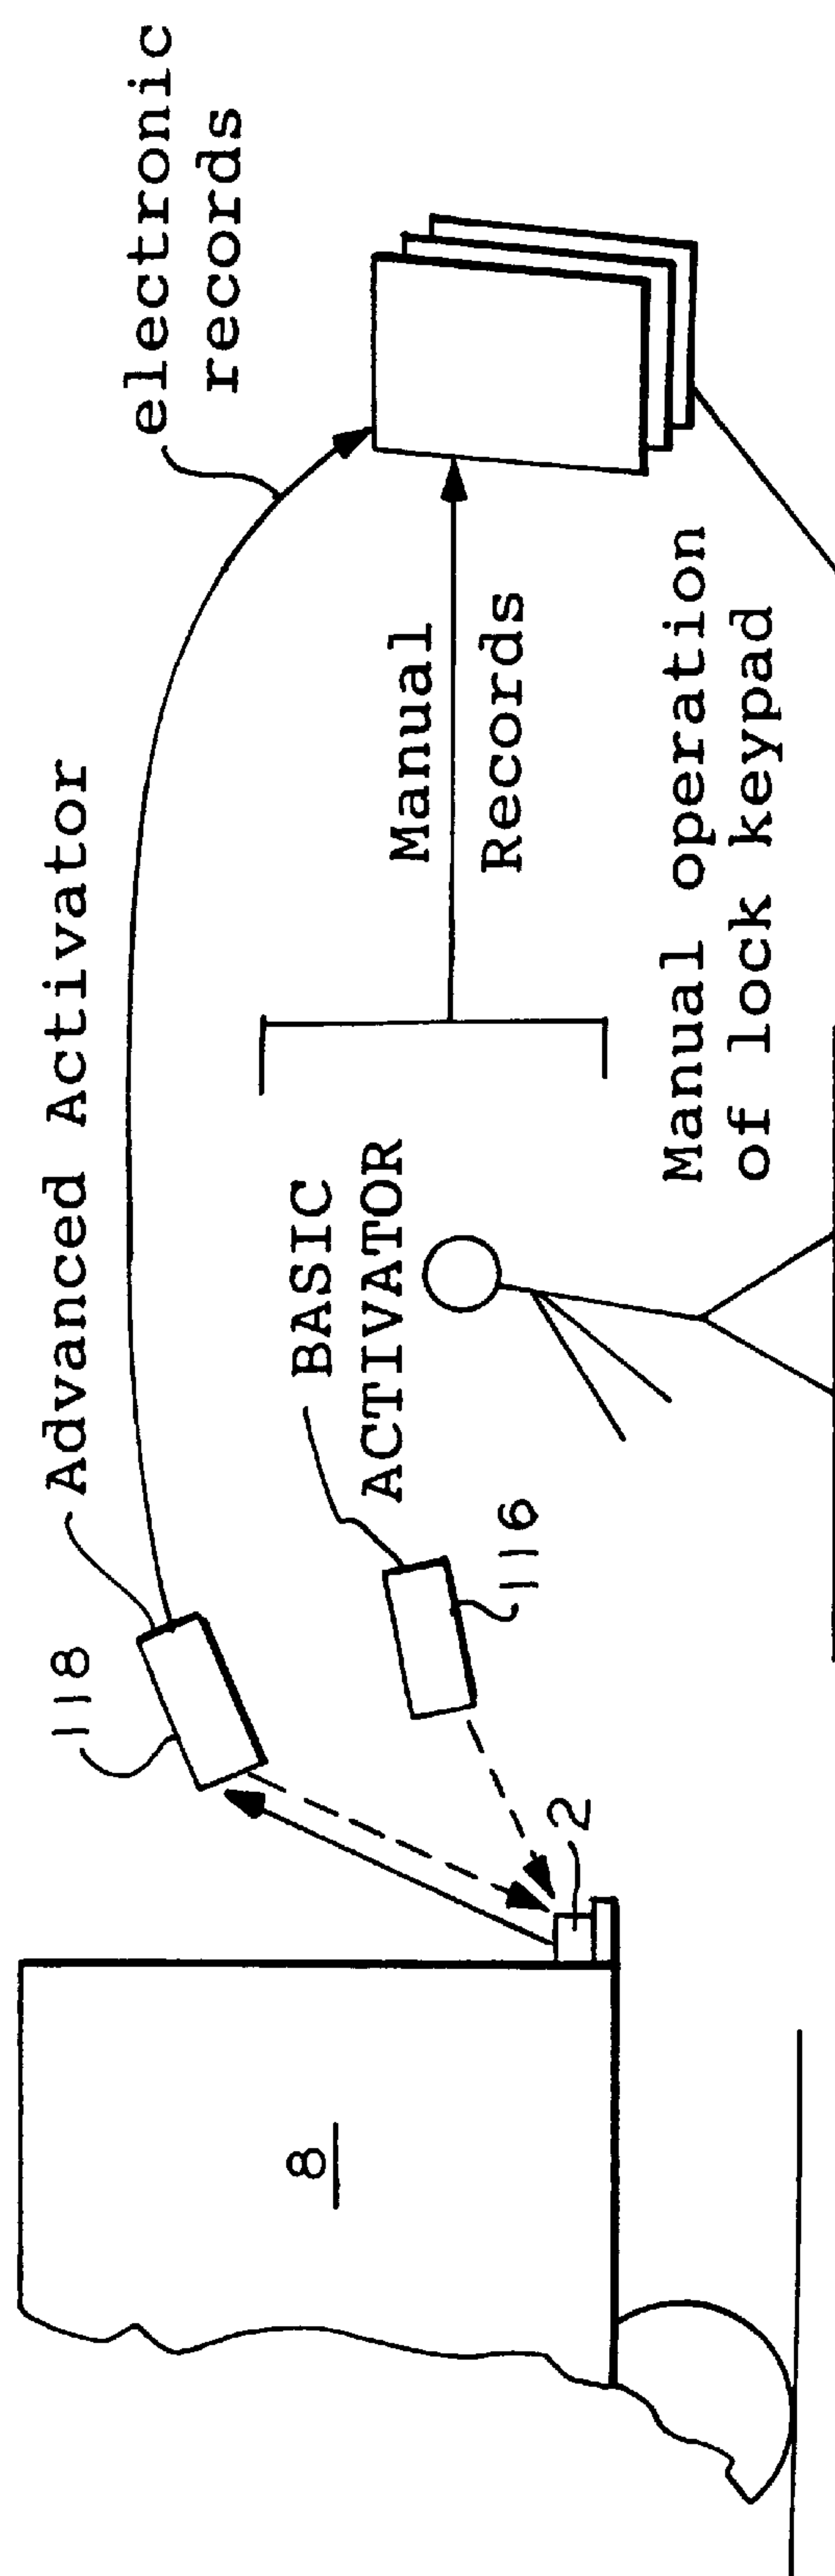 electronic
records
Advanced Activator
118
BASIC
ACTIVATOR
116
Manual
Records
Manual operation
of lock keypad
2
8